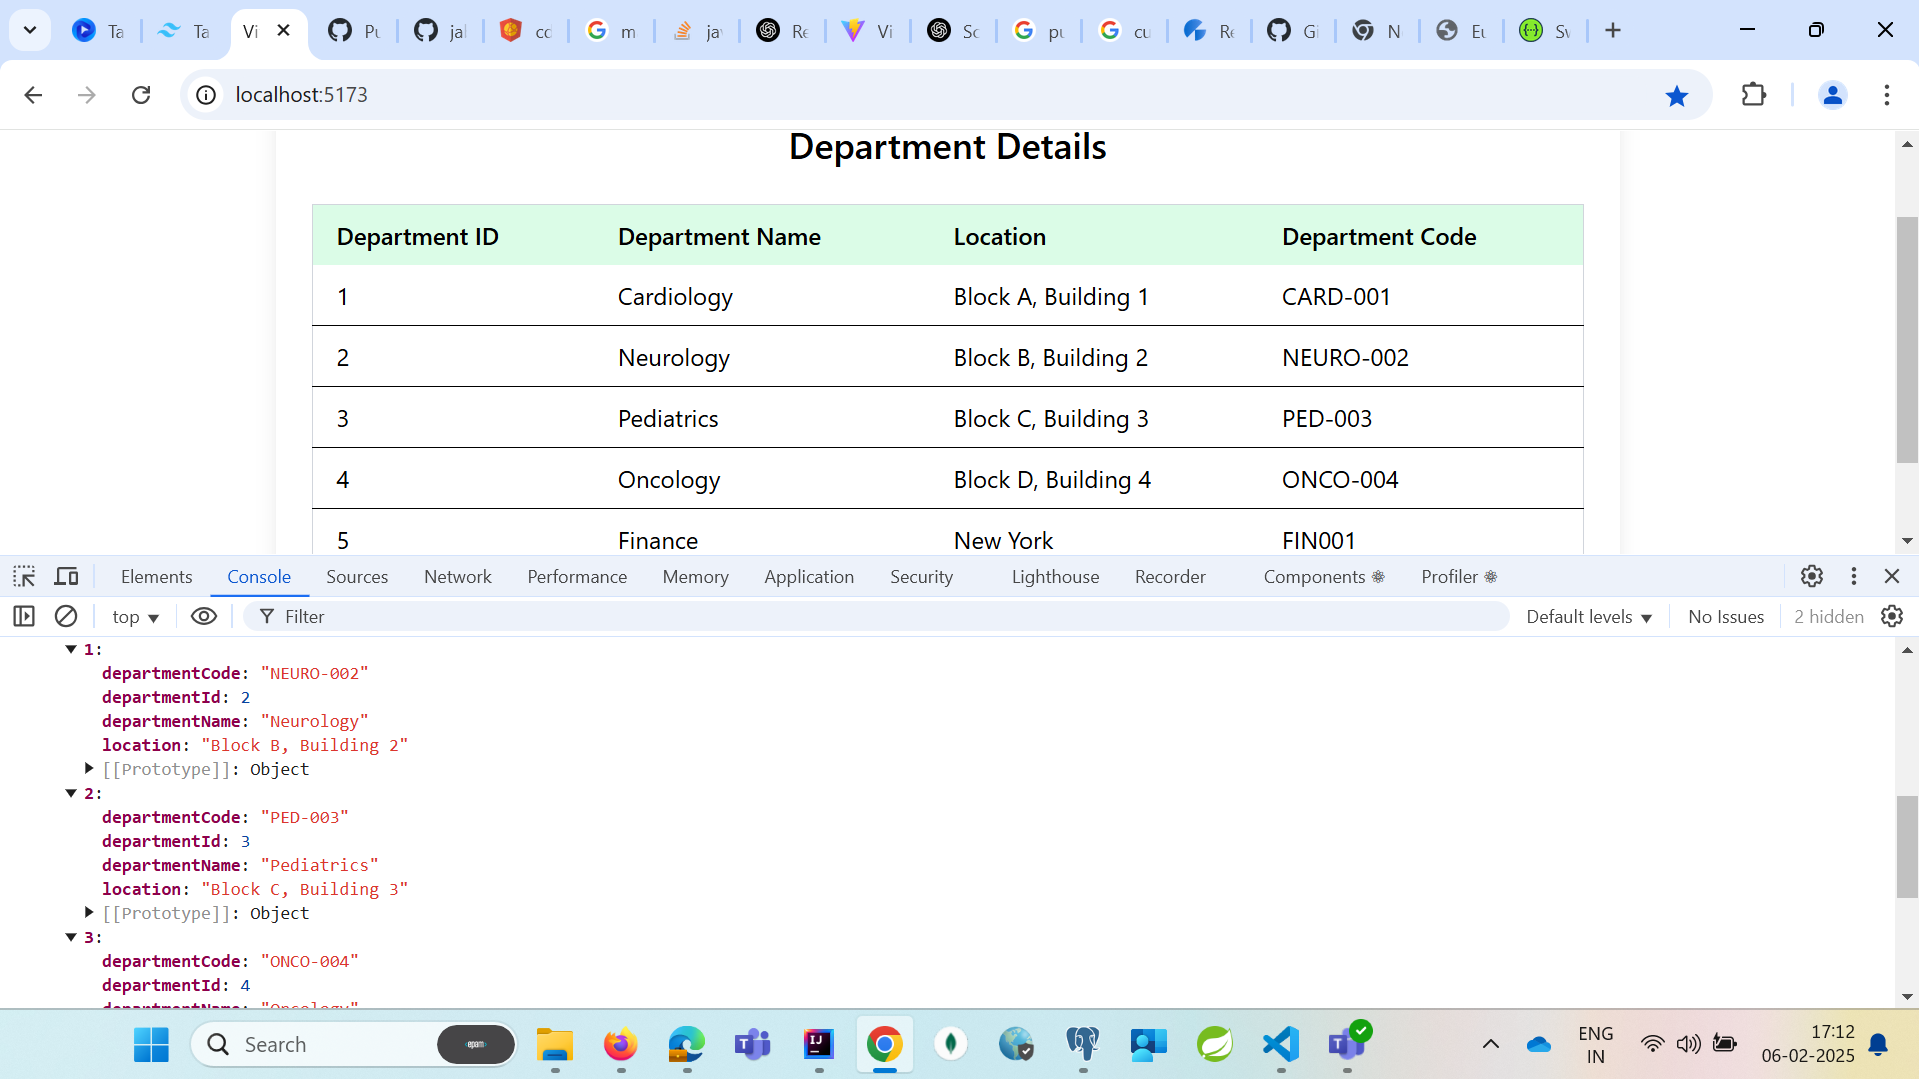 Ta
Ta
Vi
Pu
jal
cd
m
jav
Re
Vi
Sc
pu
cu
Re
Gi
N
Eu
Sv
localhost:5173
Department Details
Department ID Department Name Location Department Code
1 Cardiology Block A, Building 1 CARD-001
2 Neurology Block B, Building 2 NEURO-002
3 Pediatrics Block C, Building 3 PED-003
4 Oncology Block D, Building 4 ONCO-004
5 Finance New York FIN001
Elements Console Sources Network Performance Memory Application Security Lighthouse Recorder Components Profiler
top Filter Default levels No Issues 2 hidden
1:
departmentCode: "NEURO-002"
departmentId: 2
departmentName: "Neurology"
location: "Block B, Building 2"
[[Prototype]]: Object
2:
departmentCode: "PED-003"
departmentId: 3
departmentName: "Pediatrics"
location: "Block C, Building 3"
[[Prototype]]: Object
3:
departmentCode: "ONCO-004"
departmentId: 4
departmentName: "Oncology"
Search epam
ENG
IN
17:12
06-02-2025